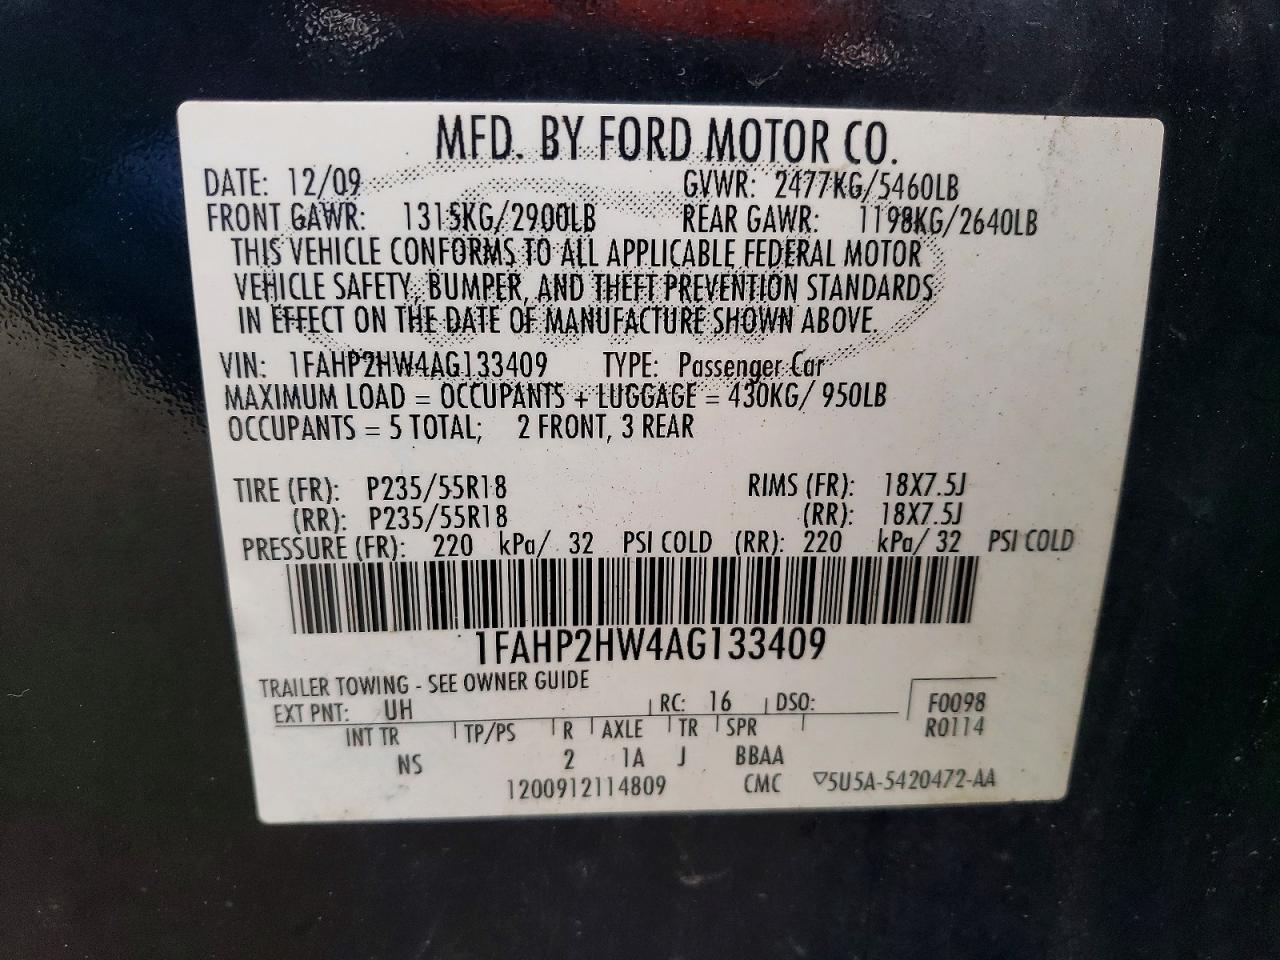 MFD. BY FORD MOTOR CO.
DATE: 12/09 GVWR: 2477KG/5460LB
FRONT GAWR: 1315KG/2900LB REAR GAWR: 1198KG/2640LB
THIS VEHICLE CONFORMS TO ALL APPLICABLE FEDERAL MOTOR
VEHICLE SAFETY, BUMPER, AND THEFT PREVENTION STANDARDS
IN EFFECT ON THE DATE OF MANUFACTURE SHOWN ABOVE.
VIN: 1FAHP2HW4AG133409 TYPE: Passenger Car
MAXIMUM LOAD = OCCUPANTS + LUGGAGE = 430KG/ 950LB
OCCUPANTS = 5 TOTAL; 2 FRONT, 3 REAR
TIRE (FR): P235/55R18 RIMS (FR): 18X7.5J
(RR): P235/55R18 (RR): 18X7.5J
PRESSURE (FR): 220 kPa/ 32 PSI COLD (RR): 220 kPa/ 32 PSI COLD
1FAHP2HW4AG133409
TRAILER TOWING - SEE OWNER GUIDE
EXT PNT: UH RC: 16 DSO: F0098
INT TR TP/PS R AXLE TR SPR R0114
NS 2 1A J BBAA
1200912114809 CMC ▽5U5A-5420472-AA